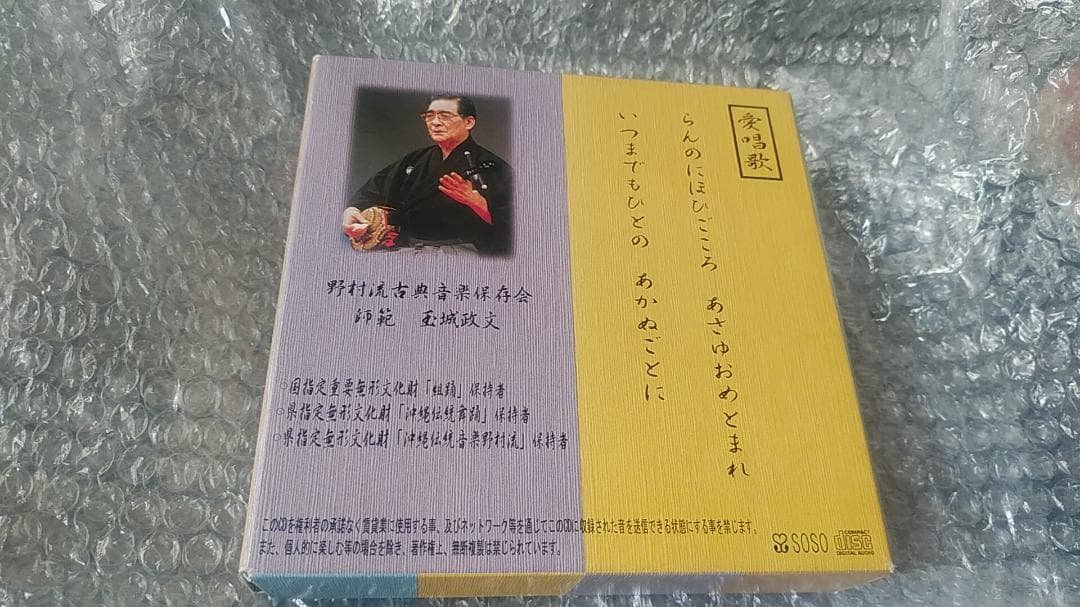 愛唱歌
らんのにほひごころ　あさゆおめとまれ
いつまでもひとの　あかぬごとに
野村流古典音楽保存会
師範　玉城政文
○国指定重要無形文化財「組踊」保持者
○県指定無形文化財「沖縄伝統舞踊」保持者
○県指定無形文化財「沖縄伝統音楽野村流」保持者
このCDを権利者の承諾なく賃貸業に使用する事、及びネットワーク等を通じてこのCDに収録された音を送信できる状態にする事を禁じます。
また、個人的に楽しむ等の場合を除き、著作権上、無断複製は禁じられています。
SOSO
COMPACT
disc
DIGITAL AUDIO